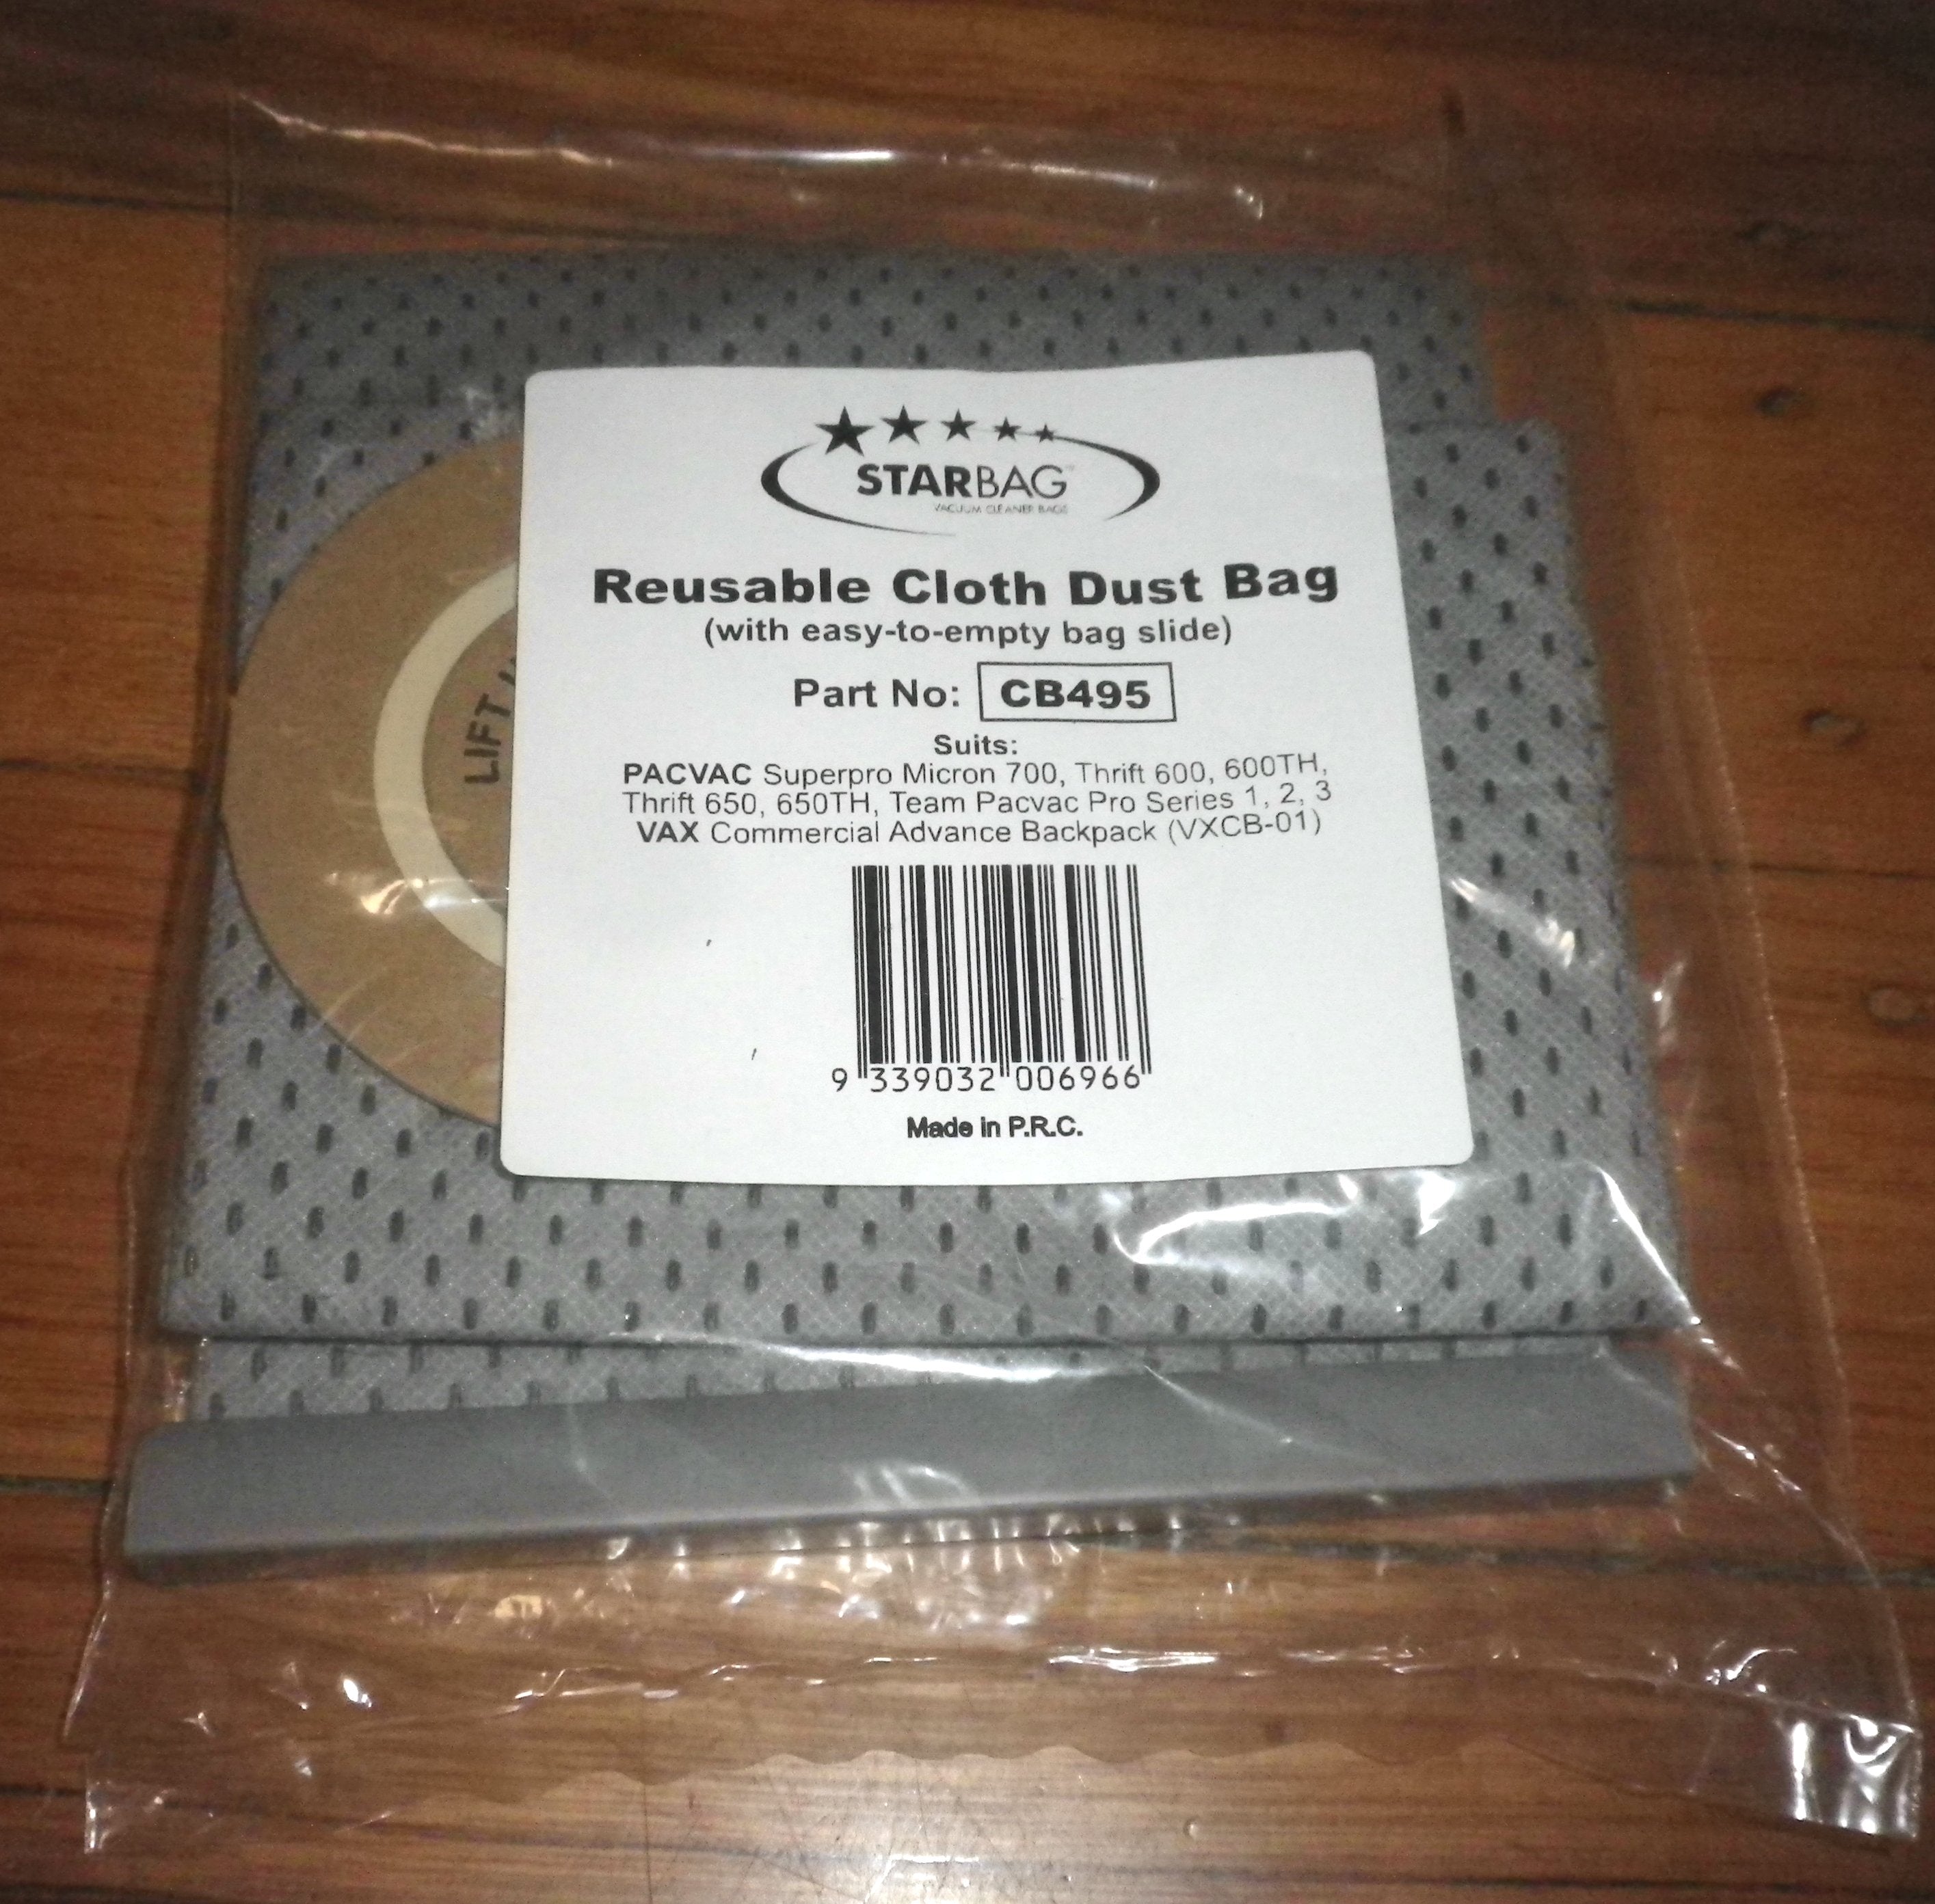 STARBAG™
VACUUM CLEANER BAGS
Reusable Cloth Dust Bag
(with easy-to-empty bag slide)
Part No: CB495
Suits:
PACVAC Superpro Micron 700, Thrift 600, 600TH,
Thrift 650, 650TH, Team Pacvac Pro Series 1, 2, 3
VAX Commercial Advance Backpack (VXCB-01)
LIFT
9 339032 006966
Made in P.R.C.